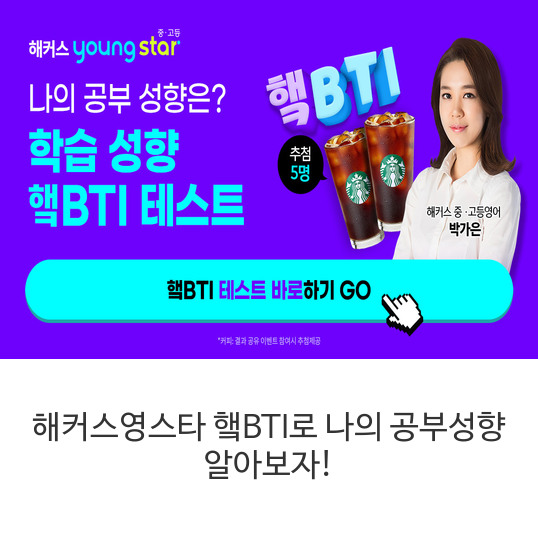 중·고등
해커스 young star
나의 공부 성향은?
학습 성향
핵BTI 테스트
핵BTI
추첨
5명
해커스 중·고등영어
박가은
핵BTI 테스트 바로하기 GO
*커피: 결과 공유 이벤트 참여시 추첨제공
해커스영스타 핵BTI로 나의 공부성향
알아보자!